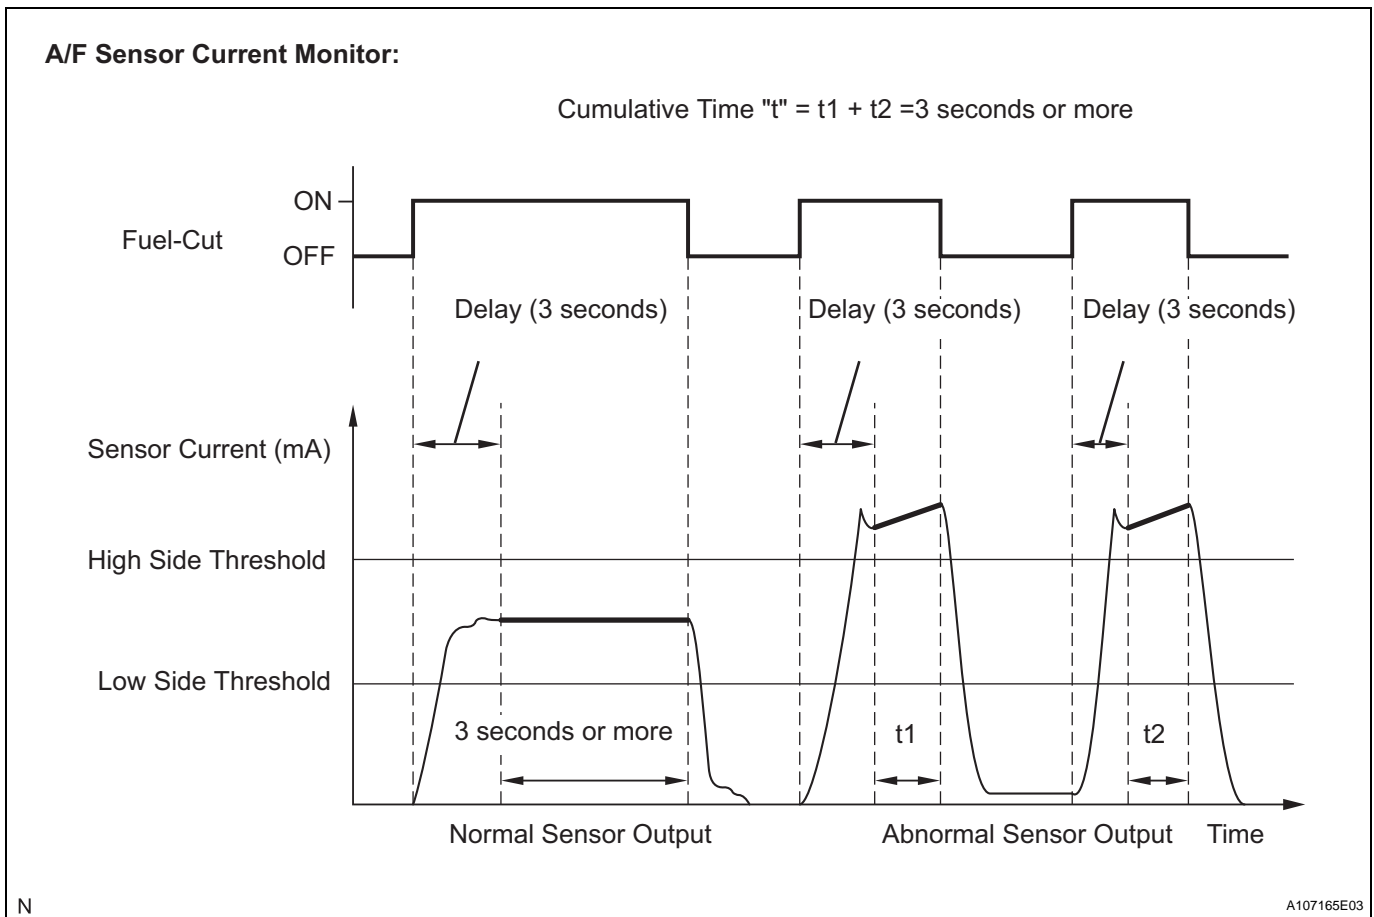 A/F Sensor Current Monitor:
Cumulative Time "t" = t1 + t2 =3 seconds or more
ON
Fuel-Cut
OFF
Delay (3 seconds)
Delay (3 seconds)
Delay (3 seconds)
Sensor Current (mA)
High Side Threshold
Low Side Threshold
3 seconds or more
t1
t2
Normal Sensor Output
Abnormal Sensor Output
Time
N
A107165E03